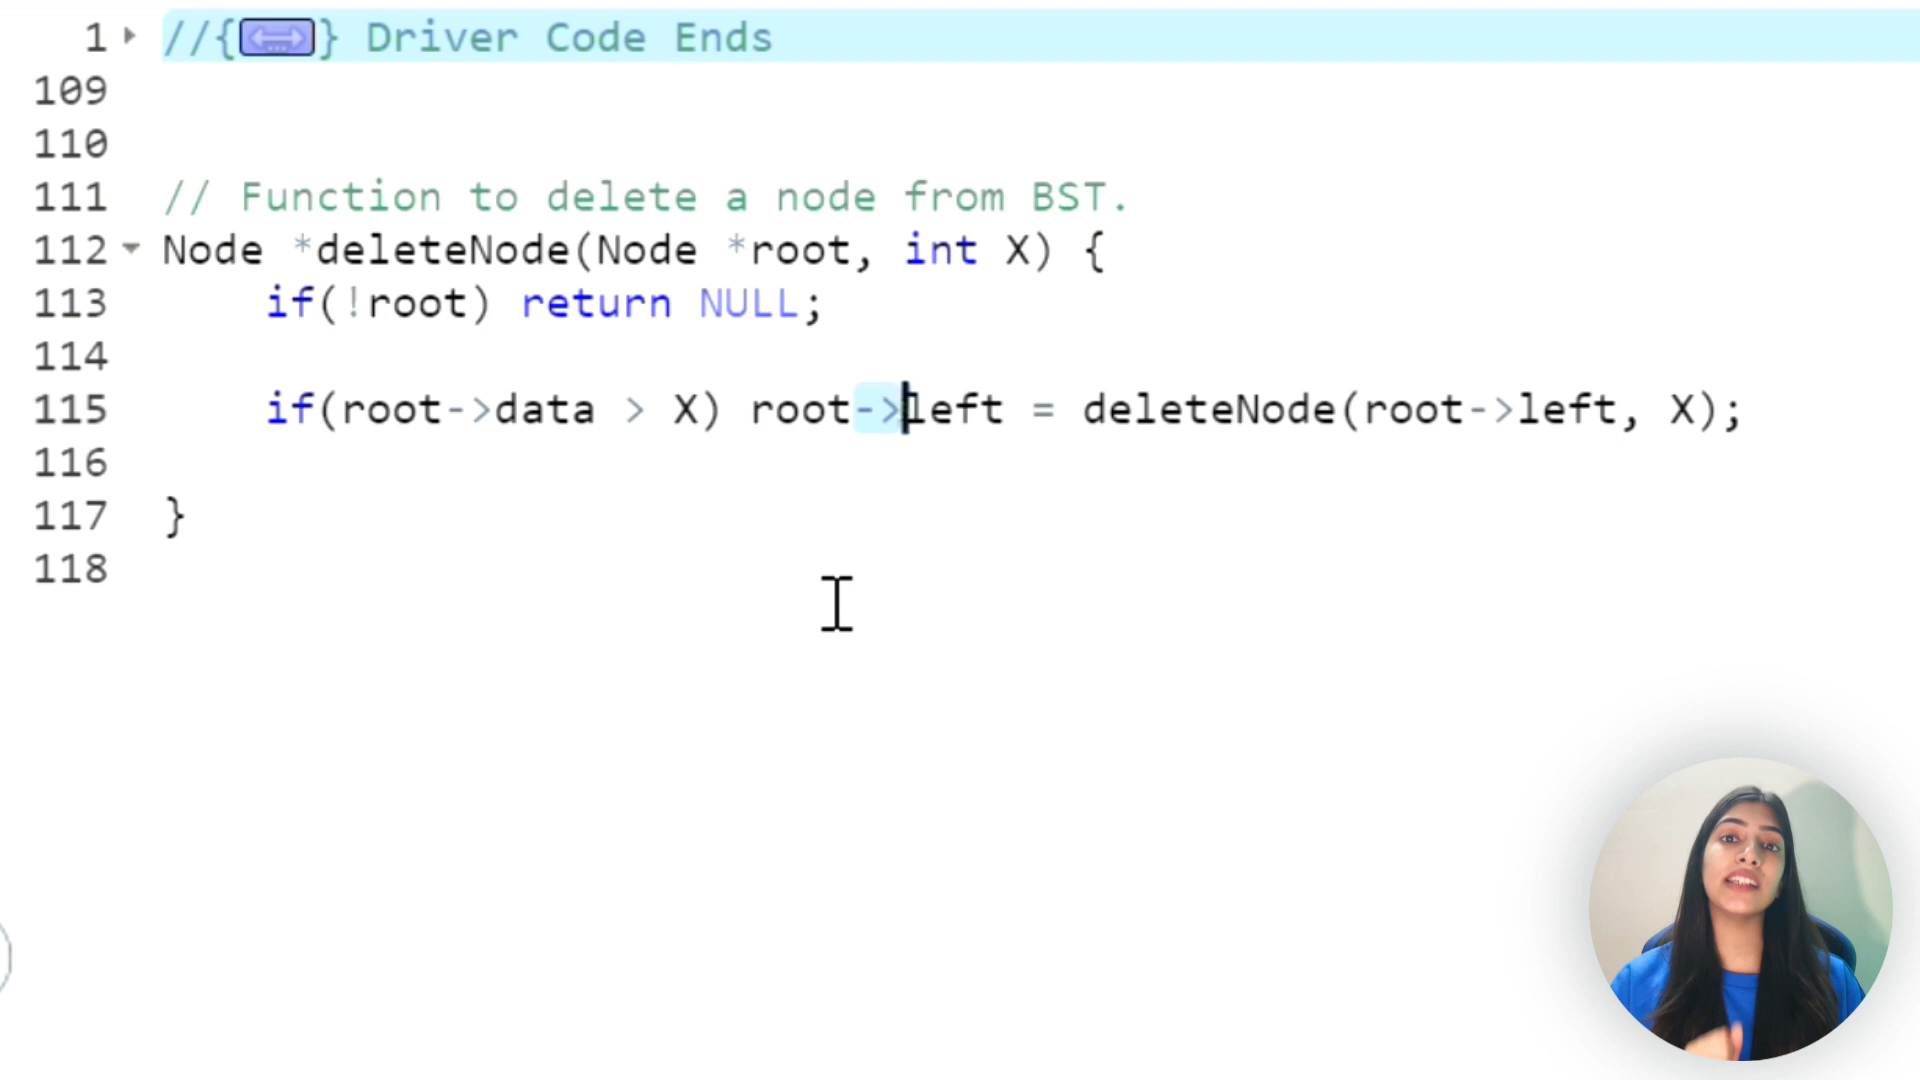 1 //{...} Driver Code Ends
109
110
111 // Function to delete a node from BST.
112 Node *deleteNode(Node *root, int X) {
113 if(!root) return NULL;
114
115 if(root->data > X) root->left = deleteNode(root->left, X);
116
117 }
118